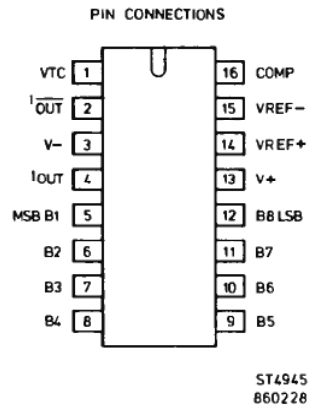 PIN CONNECTIONS
VTC 1 16 COMP
I̅O̅U̅T̅ 2 15 VREF-
V- 3 14 VREF+
IOUT 4 13 V+
MSB B1 5 12 B8 LSB
B2 6 11 B7
B3 7 10 B6
B4 8 9 B5
ST4945
860228